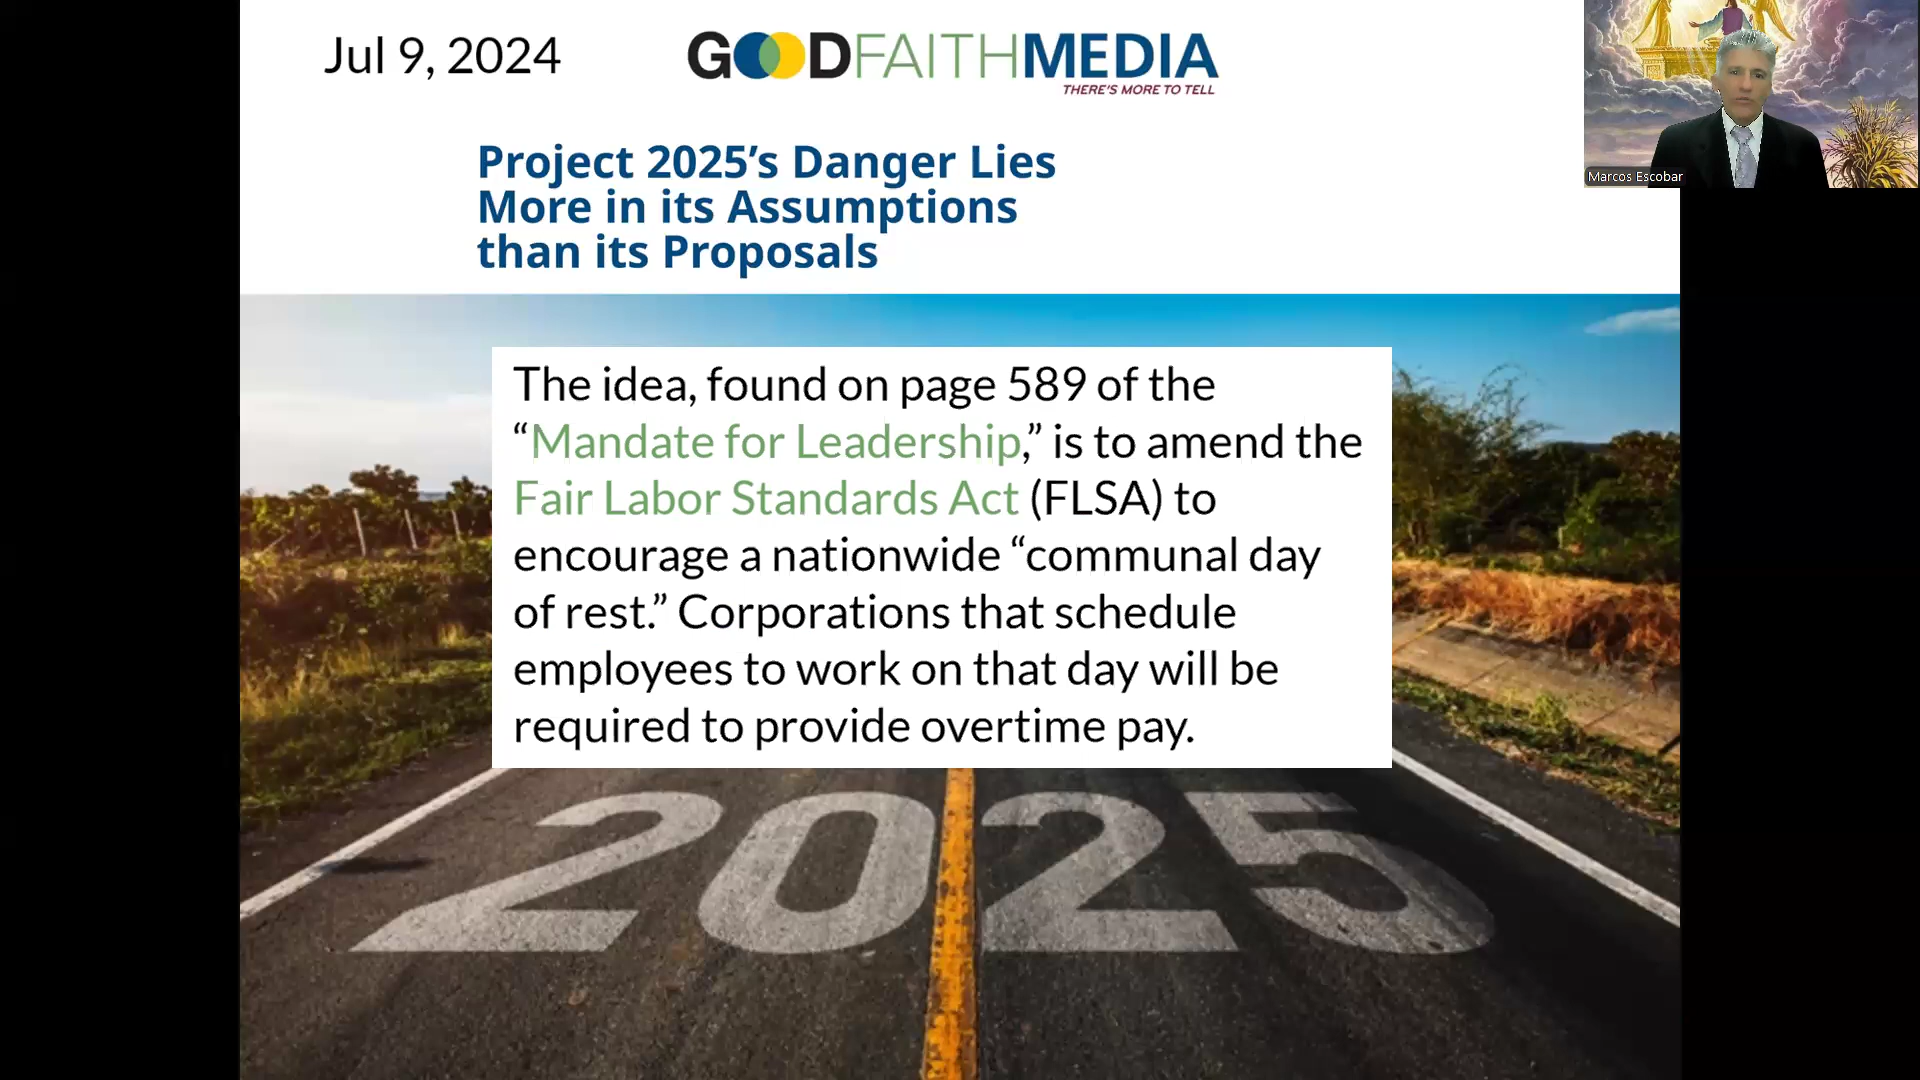 Jul 9, 2024
GOODFAITHMEDIA
THERE'S MORE TO TELL
Marcos Escobar
Project 2025’s Danger Lies
More in its Assumptions
than its Proposals
The idea, found on page 589 of the
“Mandate for Leadership,” is to amend the
Fair Labor Standards Act (FLSA) to
encourage a nationwide “communal day
of rest.” Corporations that schedule
employees to work on that day will be
required to provide overtime pay.
2025